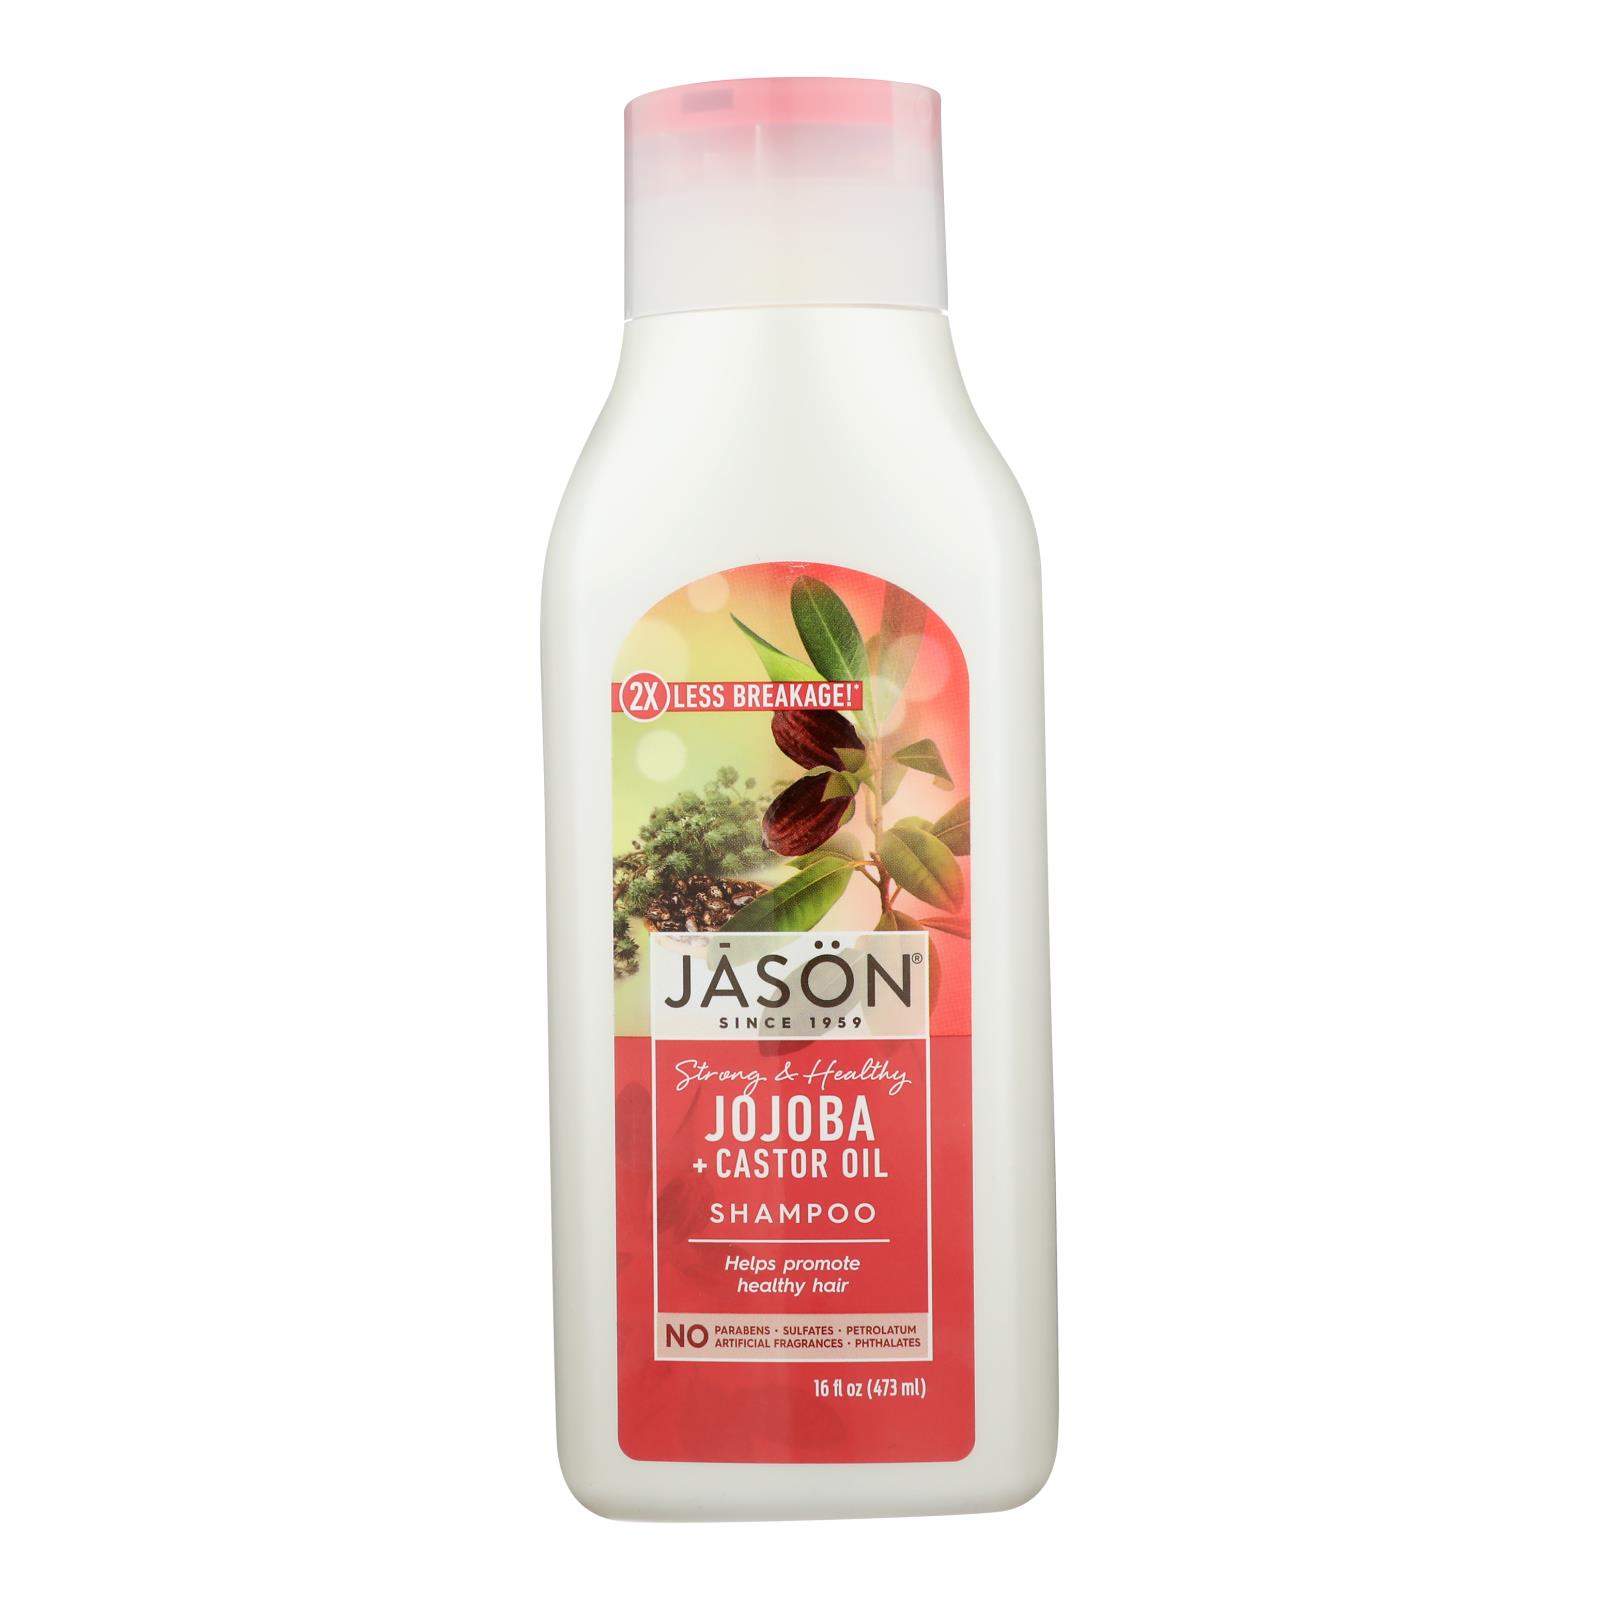 2X LESS BREAKAGE!*
JĀSÖN®
SINCE 1959
Strong & Healthy
JOJOBA
+ CASTOR OIL
SHAMPOO
Helps promote
healthy hair
NO PARABENS • SULFATES • PETROLATUM
ARTIFICIAL FRAGRANCES • PHTHALATES
16 fl oz (473 ml)